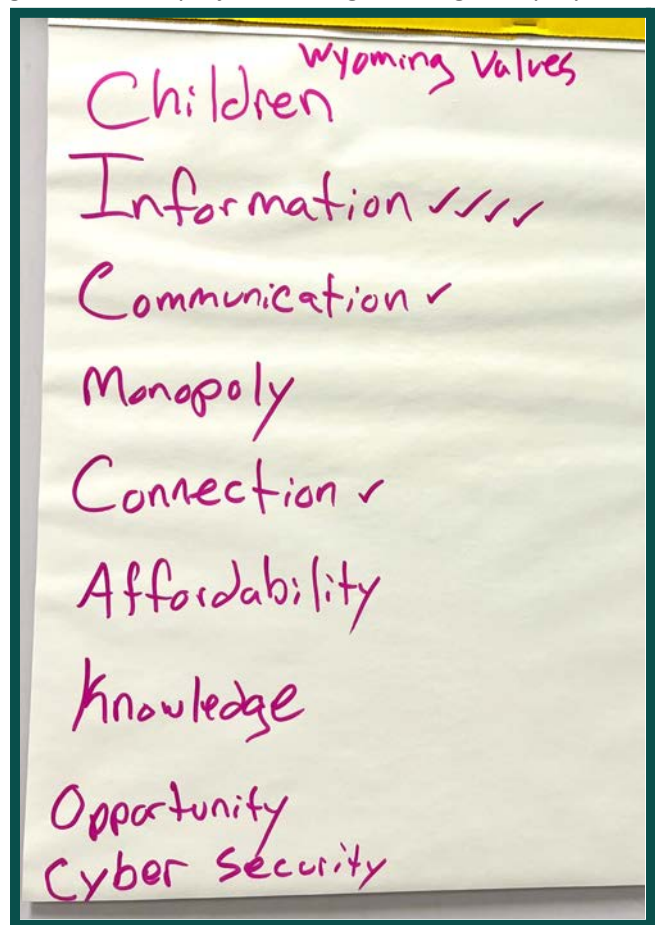 Wyoming Values
Children
Information ✓✓✓✓
Communication ✓
Monopoly
Connection ✓
Affordability
Knowledge
Opportunity
Cyber Security